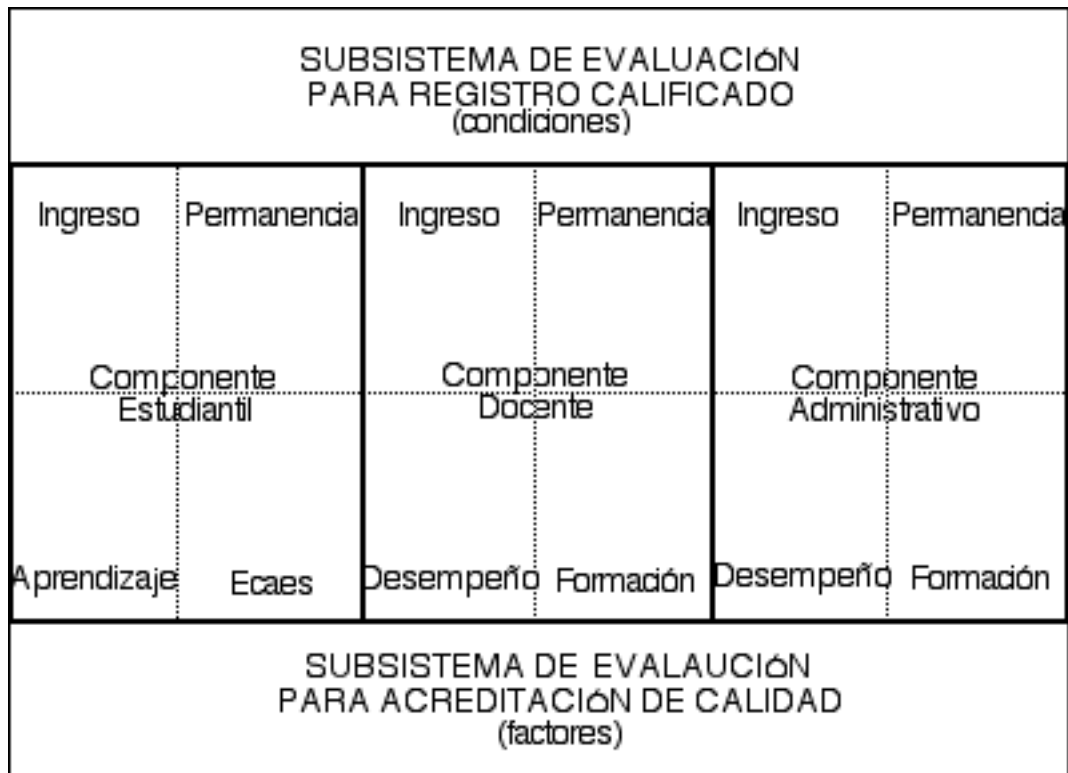 SUBSISTEMA DE EVALUACIÓN
PARA REGISTRO CALIFICADO
(condiciones)
Ingreso Permanencia Ingreso Permanencia Ingreso Permanencia
Componente Componente Componente
Estudiantil Docente Administrativo
Aprendizaje Ecaes Desempeño Formación Desempeño Formación
SUBSISTEMA DE EVALAUCIÓN
PARA ACREDITACIÓN DE CALIDAD
(factores)